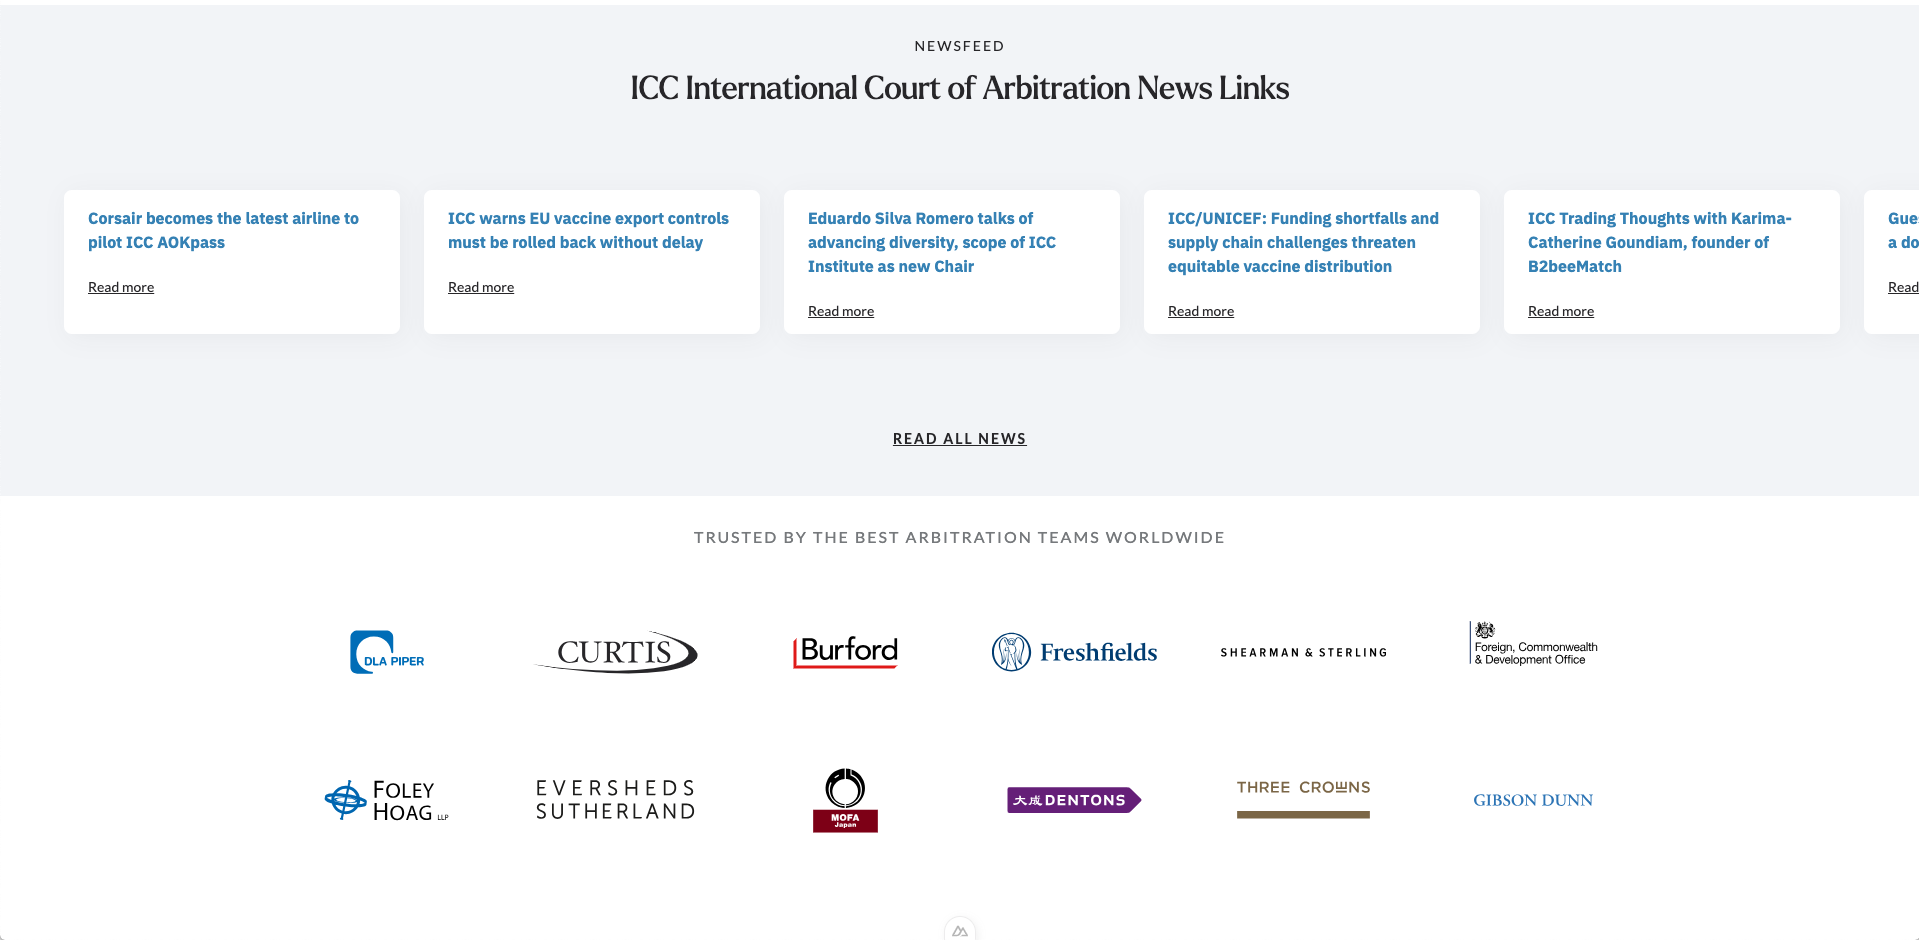 NEWSFEED
ICC International Court of Arbitration News Links
Corsair becomes the latest airline to
pilot ICC AOKpass
Read more
ICC warns EU vaccine export controls
must be rolled back without delay
Read more
Eduardo Silva Romero talks of
advancing diversity, scope of ICC
Institute as new Chair
Read more
ICC/UNICEF: Funding shortfalls and
supply chain challenges threaten
equitable vaccine distribution
Read more
ICC Trading Thoughts with Karima-
Catherine Goundiam, founder of
B2beeMatch
Read more
a do
Read
READ ALL NEWS
TRUSTED BY THE BEST ARBITRATION TEAMS WORLDWIDE
DLA PIPER
CURTIS
Burford
Freshfields
SHEARMAN & STERLING
Foreign, Commonwealth
& Development Office
FOLEY
HOAG LLP
EVERSHEDS
SUTHERLAND
MOFA
Japan
大成 DENTONS
THREE CROWNS
GIBSON DUNN